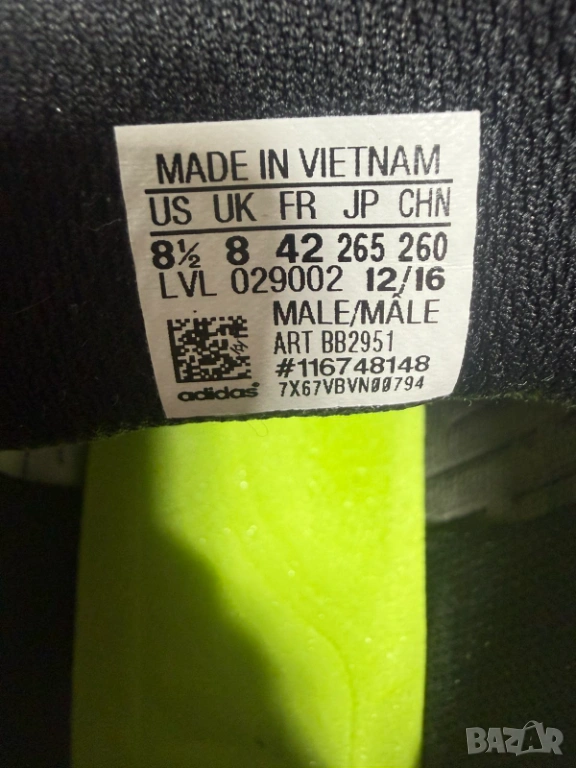 MADE IN VIETNAM
US UK FR JP CHN
8½ 8 42 265 260
LVL 029002 12/16
MALE/MÂLE
ART BB2951
#116748148
adidas 7X67VBVN00794
BAZAR